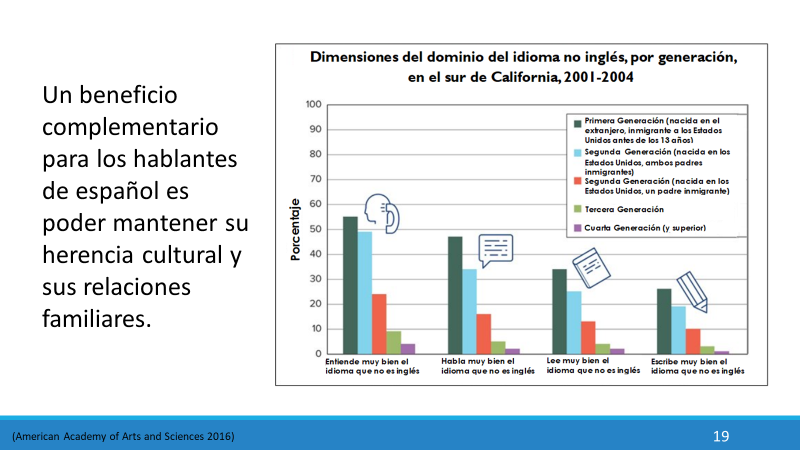 Un beneficio
complementario
para los hablantes
de español es
poder mantener su
herencia cultural y
sus relaciones
familiares.
Dimensiones del dominio del idioma no inglés, por generación,
en el sur de California, 2001-2004
Porcentaje
100
90
80
70
60
50
40
30
20
10
0
Primera Generación (nacida en el
extranjero, inmigrante a los Estados
Unidos antes de los 13 años)
Segunda Generación (nacida en los
Estados Unidos, ambos padres
inmigrantes)
Segunda Generación (nacida en los
Estados Unidos, un padre inmigrante)
Tercera Generación
Cuarta Generación (y superior)
Entiende muy bien el
idioma que no es inglés
Habla muy bien el
idioma que no es inglés
Lee muy bien el
idioma que no es inglés
Escribe muy bien el
idioma que no es inglés
(American Academy of Arts and Sciences 2016)
19